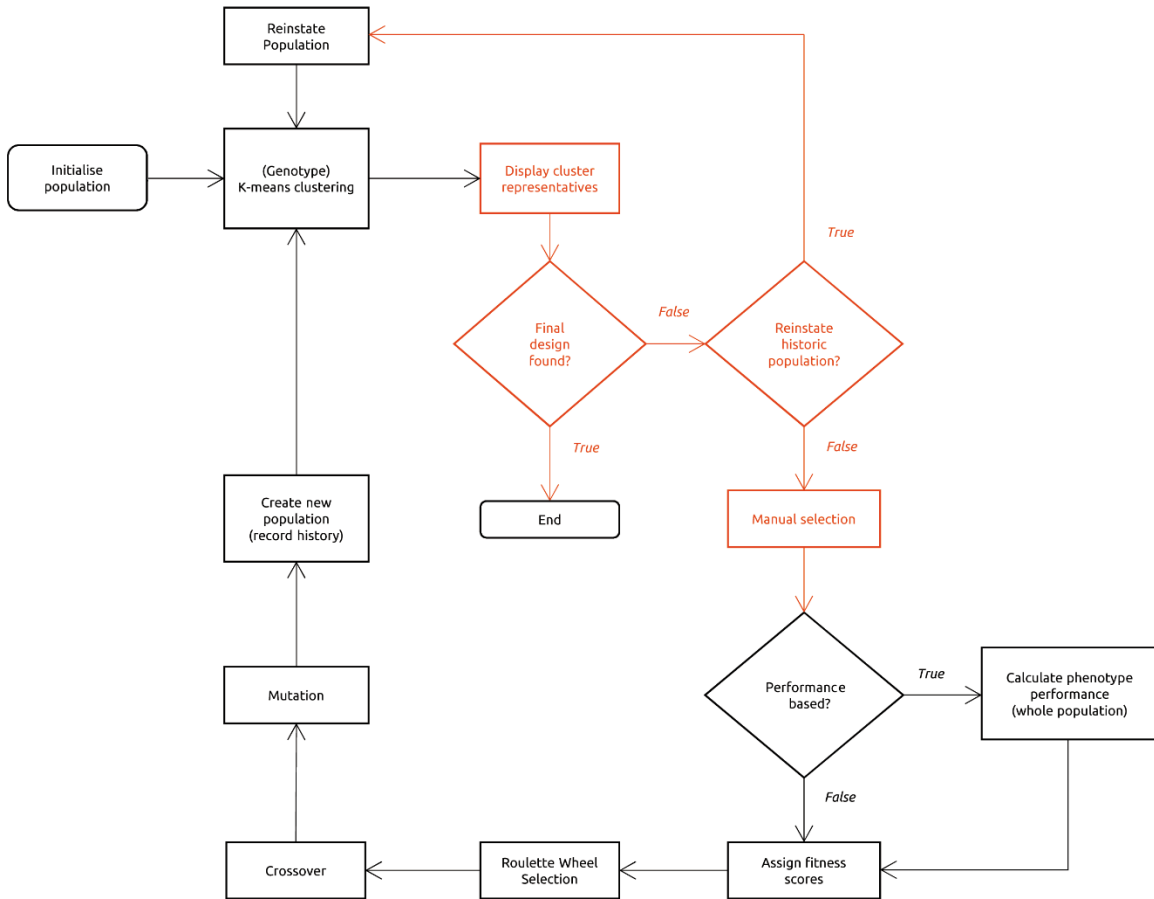 Reinstate
Population
Initialise
population
(Genotype)
K-means clustering
Display cluster
representatives
True
Final
design
found?
False
Reinstate
historic
population?
True
False
Create new
population
(record history)
End
Manual selection
Mutation
Performance
based?
True
Calculate phenotype
performance
(whole population)
False
Crossover
Roulette Wheel
Selection
Assign fitness
scores